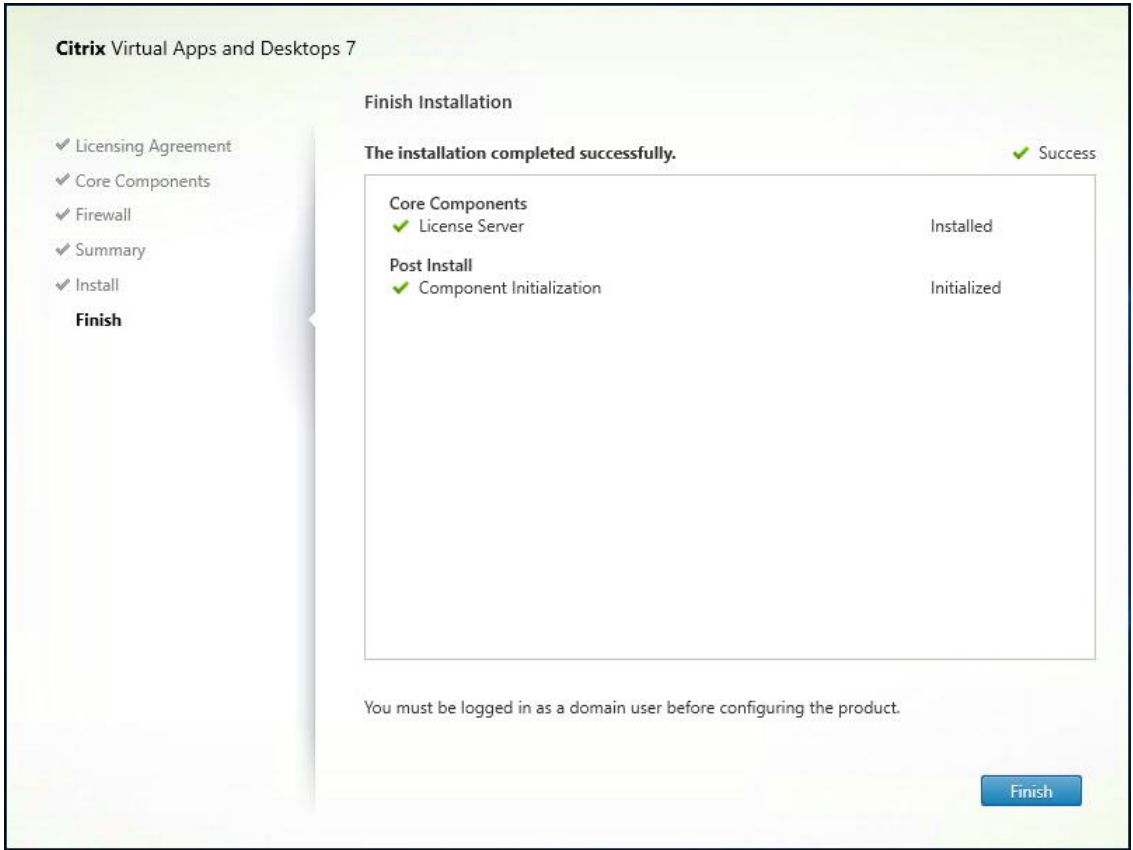 Citrix Virtual Apps and Desktops 7
Licensing Agreement
Core Components
Firewall
Summary
Install
Finish
Finish Installation
The installation completed successfully.
Success
Core Components
License Server Installed
Post Install
Component Initialization Initialized
You must be logged in as a domain user before configuring the product.
Finish